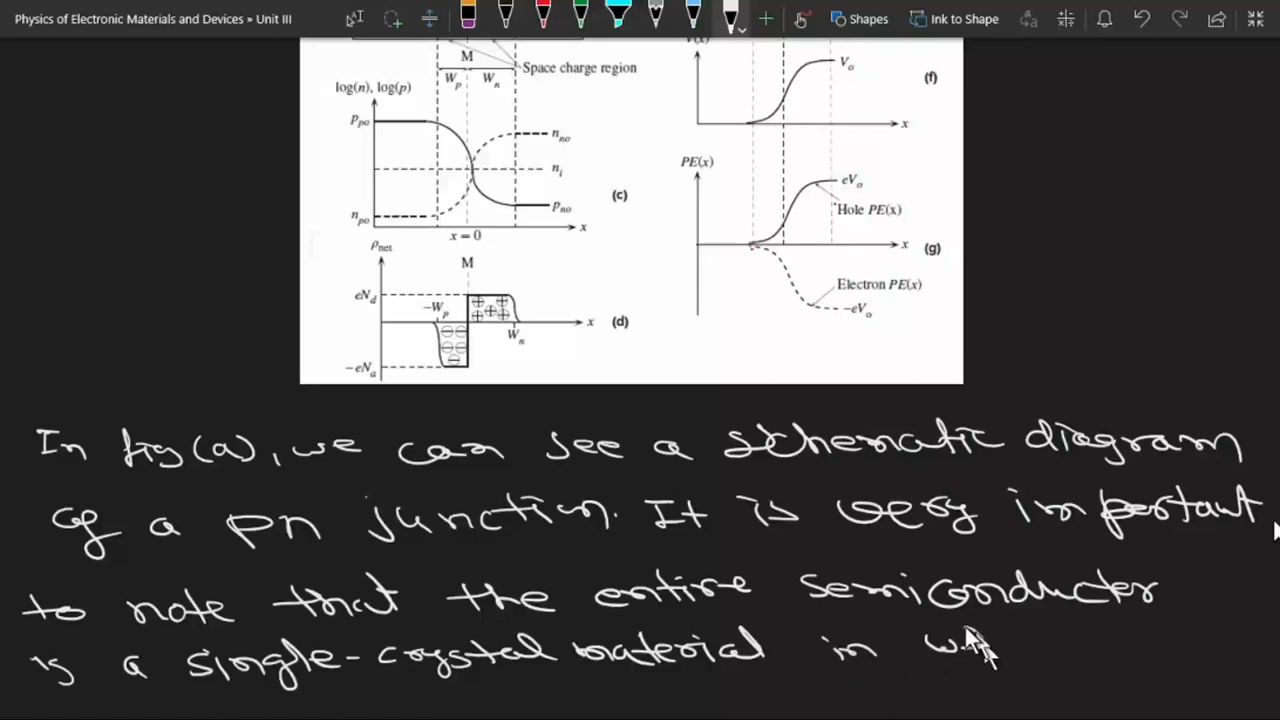 Physics of Electronic Materials and Devices » Unit III
Shapes
Ink to Shape
M
Space charge region
Wp Wn
log(n), log(p)
Ppo
nno
ni
(c)
npo
pno
x = 0
x
ρnet
M
eNd
−Wp
x
(d)
Wn
−eNa
V(x)
Vo
(f)
x
PE(x)
eVo
Hole PE(x)
x
(g)
Electron PE(x)
−eVo
In fig(a), we can see a schematic diagram
of a pn junction. It is very important
to note that the entire semiconductor
is a single-crystal material in